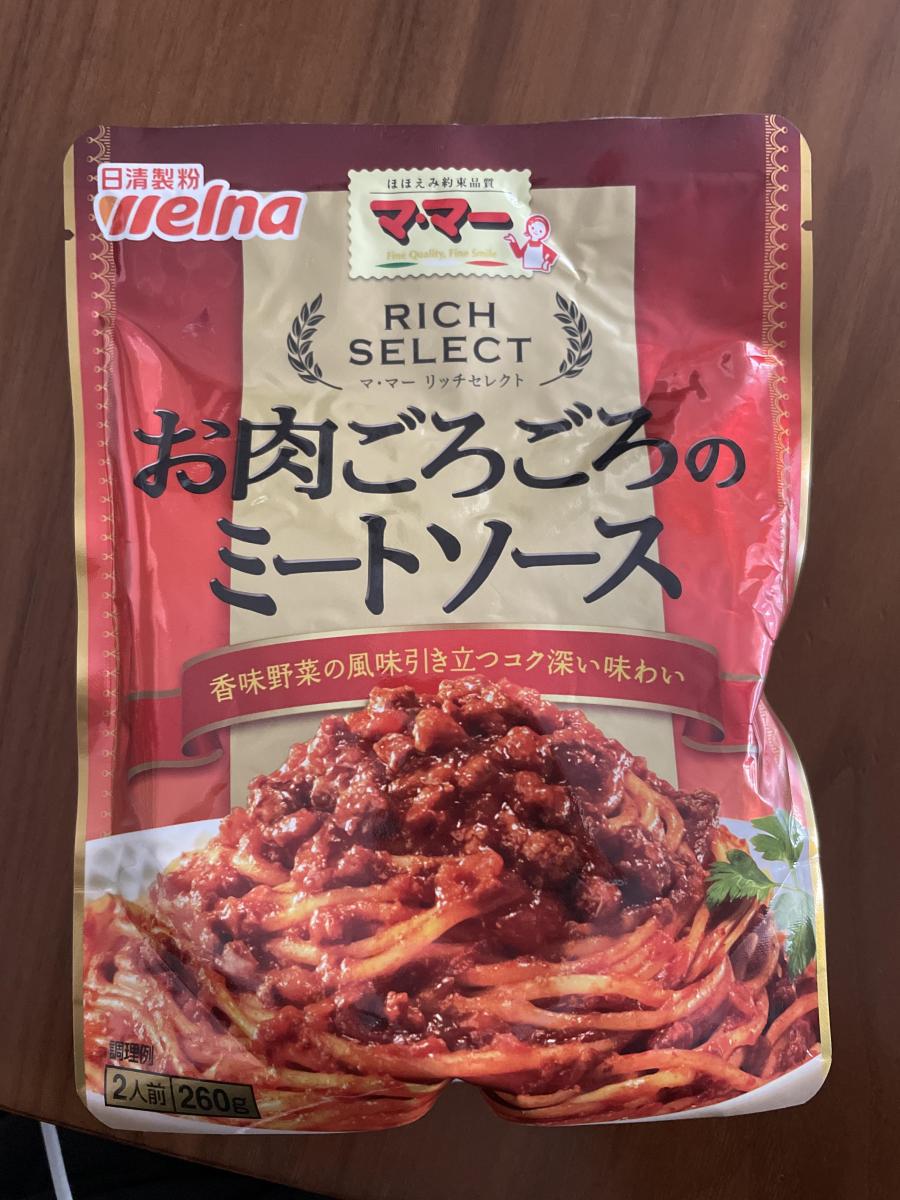 日清製粉
welna
ほほえみ約束品質
マ・マー
Fine Quality, Fine Smile
RICH
SELECT
マ・マー リッチセレクト
お肉ごろごろの
ミートソース
香味野菜の風味引き立つコク深い味わい
調理例
2人前 260g